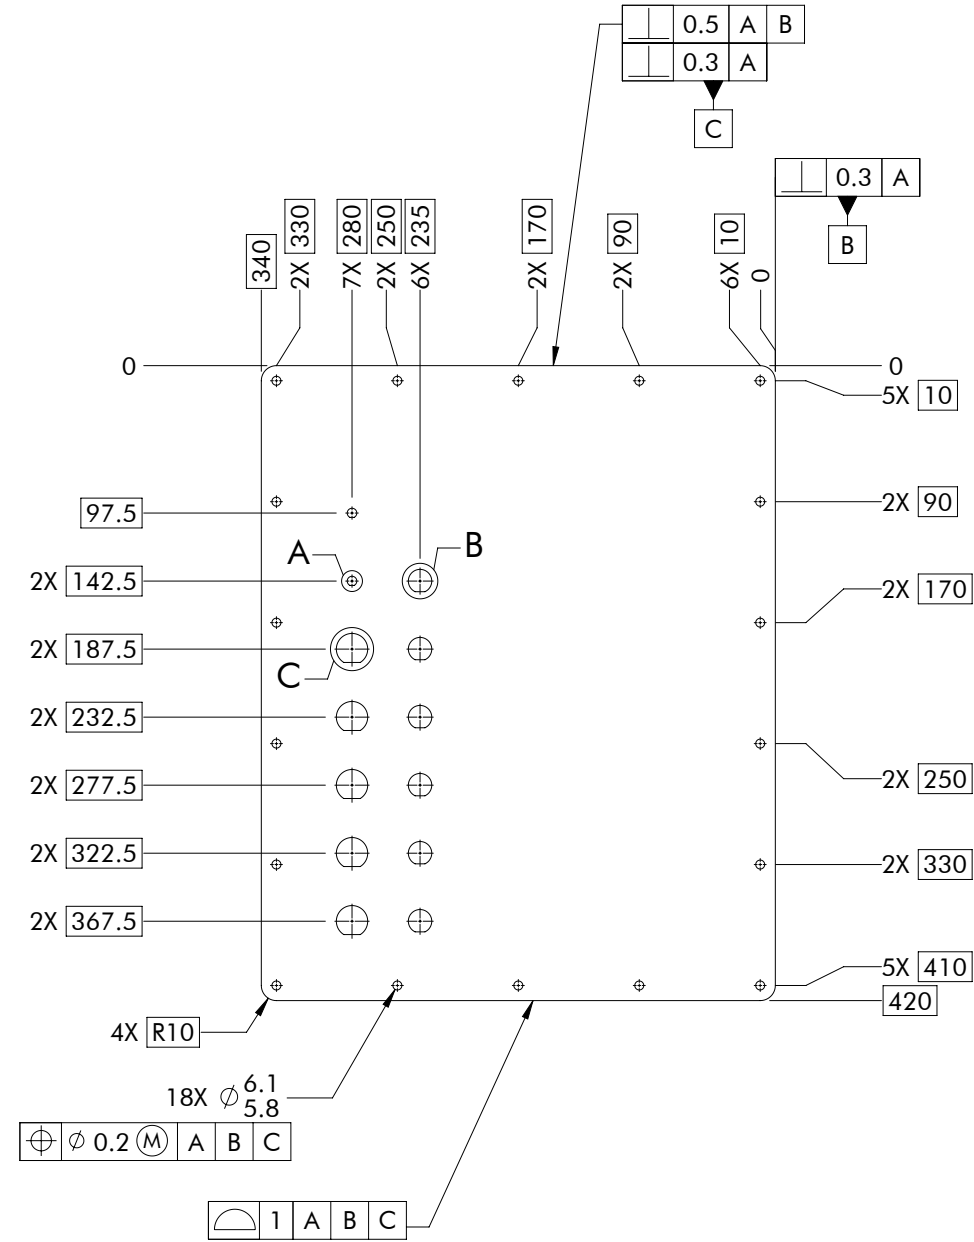 ⟂ 0.5 A B
⟂ 0.3 A
C
⟂ 0.3 A
B
340
2X 330
7X 280
2X 250
6X 235
2X 170
2X 90
6X 10
0
0
0
5X 10
2X 90
97.5
A
B
2X 142.5
2X 170
2X 187.5
C
2X 232.5
2X 277.5
2X 250
2X 322.5
2X 330
2X 367.5
5X 410
420
4X R10
18X ⌀ 6.1
5.8
⌖ ⌀ 0.2 Ⓜ A B C
⌓ 1 A B C